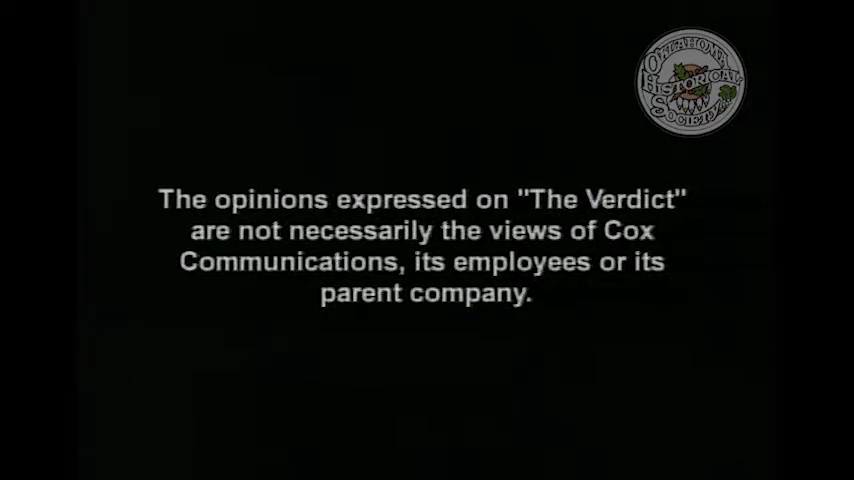 OKLAHOMA
HISTORICAL
SOCIETY
The opinions expressed on "The Verdict"
are not necessarily the views of Cox
Communications, its employees or its
parent company.